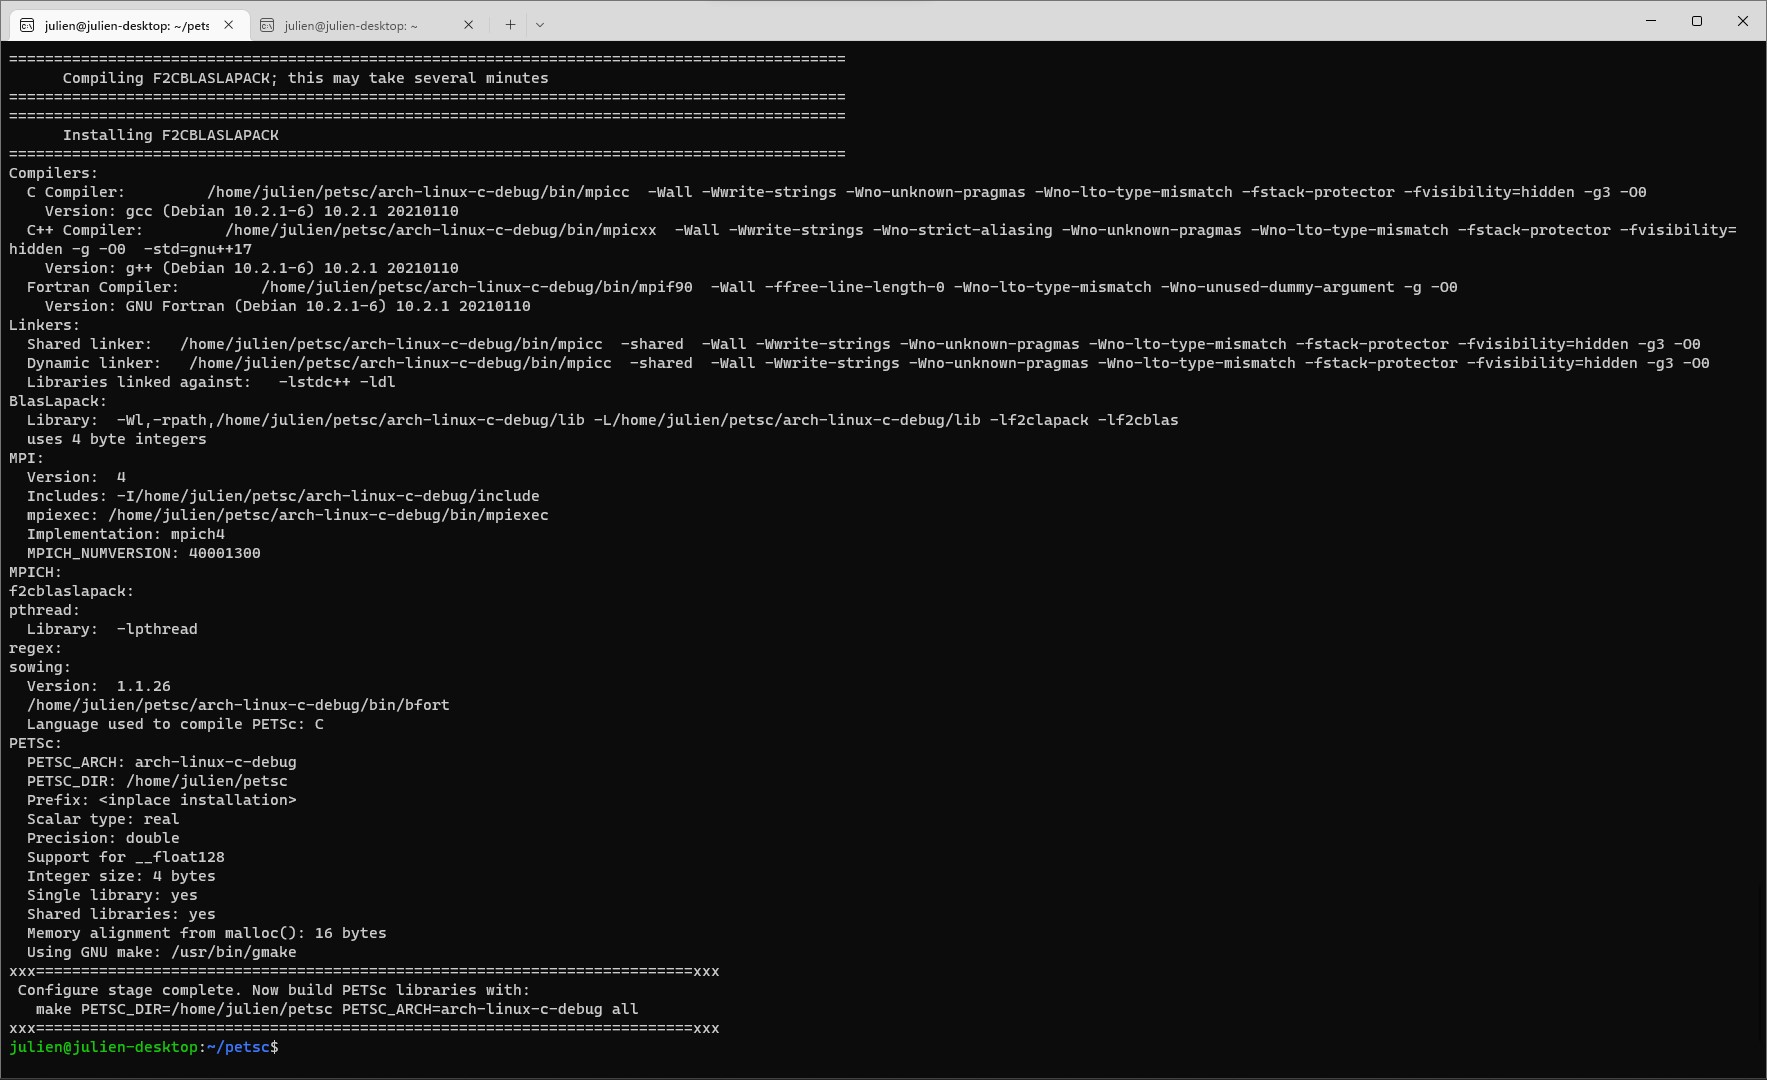 julien@julien-desktop: ~/pets
julien@julien-desktop: ~
=============================================================================================
      Compiling F2CBLASLAPACK; this may take several minutes
=============================================================================================
=============================================================================================
      Installing F2CBLASLAPACK
=============================================================================================
Compilers:
  C Compiler:         /home/julien/petsc/arch-linux-c-debug/bin/mpicc  -Wall -Wwrite-strings -Wno-unknown-pragmas -Wno-lto-type-mismatch -fstack-protector -fvisibility=hidden -g3 -O0
    Version: gcc (Debian 10.2.1-6) 10.2.1 20210110
  C++ Compiler:         /home/julien/petsc/arch-linux-c-debug/bin/mpicxx  -Wall -Wwrite-strings -Wno-strict-aliasing -Wno-unknown-pragmas -Wno-lto-type-mismatch -fstack-protector -fvisibility=
hidden -g -O0  -std=gnu++17
    Version: g++ (Debian 10.2.1-6) 10.2.1 20210110
  Fortran Compiler:         /home/julien/petsc/arch-linux-c-debug/bin/mpif90  -Wall -ffree-line-length-0 -Wno-lto-type-mismatch -Wno-unused-dummy-argument -g -O0
    Version: GNU Fortran (Debian 10.2.1-6) 10.2.1 20210110
Linkers:
  Shared linker:   /home/julien/petsc/arch-linux-c-debug/bin/mpicc  -shared  -Wall -Wwrite-strings -Wno-unknown-pragmas -Wno-lto-type-mismatch -fstack-protector -fvisibility=hidden -g3 -O0
  Dynamic linker:   /home/julien/petsc/arch-linux-c-debug/bin/mpicc  -shared  -Wall -Wwrite-strings -Wno-unknown-pragmas -Wno-lto-type-mismatch -fstack-protector -fvisibility=hidden -g3 -O0
  Libraries linked against:   -lstdc++ -ldl
BlasLapack:
  Library:  -Wl,-rpath,/home/julien/petsc/arch-linux-c-debug/lib -L/home/julien/petsc/arch-linux-c-debug/lib -lf2clapack -lf2cblas
  uses 4 byte integers
MPI:
  Version:  4
  Includes: -I/home/julien/petsc/arch-linux-c-debug/include
  mpiexec: /home/julien/petsc/arch-linux-c-debug/bin/mpiexec
  Implementation: mpich4
  MPICH_NUMVERSION: 40001300
MPICH:
f2cblaslapack:
pthread:
  Library:  -lpthread
regex:
sowing:
  Version:  1.1.26
  /home/julien/petsc/arch-linux-c-debug/bin/bfort
  Language used to compile PETSc: C
PETSc:
  PETSC_ARCH: arch-linux-c-debug
  PETSC_DIR: /home/julien/petsc
  Prefix: <inplace installation>
  Scalar type: real
  Precision: double
  Support for __float128
  Integer size: 4 bytes
  Single library: yes
  Shared libraries: yes
  Memory alignment from malloc(): 16 bytes
  Using GNU make: /usr/bin/gmake
xxx=========================================================================xxx
 Configure stage complete. Now build PETSc libraries with:
   make PETSC_DIR=/home/julien/petsc PETSC_ARCH=arch-linux-c-debug all
xxx=========================================================================xxx
julien@julien-desktop:~/petsc$